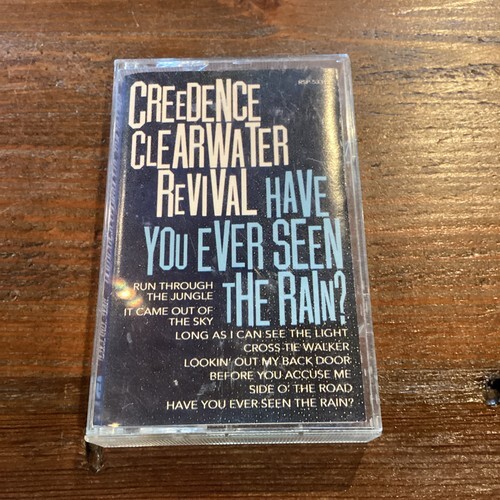 CREEDENCE
CLEARWATER
REVIVAL HAVE
YOU EVER SEEN
THE RAIN?
RUN THROUGH
THE JUNGLE
IT CAME OUT OF
THE SKY
LONG AS I CAN SEE THE LIGHT
CROSS-TIE WALKER
LOOKIN' OUT MY BACK DOOR
BEFORE YOU ACCUSE ME
SIDE O' THE ROAD
HAVE YOU EVER SEEN THE RAIN?